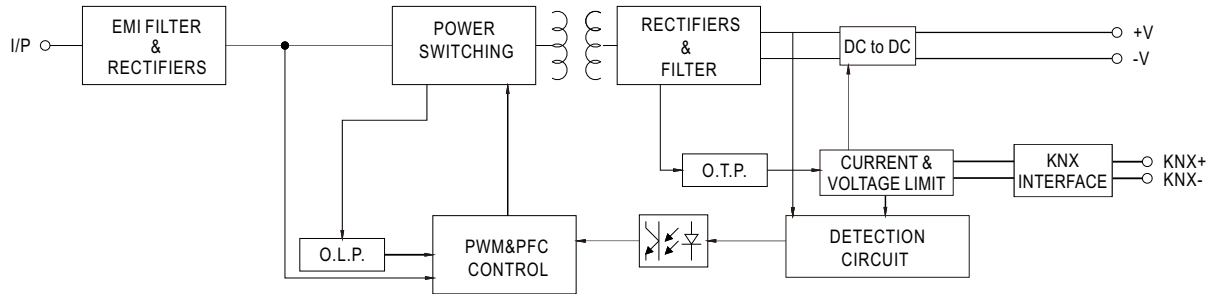 I/P
EMI FILTER
&
RECTIFIERS
POWER
SWITCHING
RECTIFIERS
&
FILTER
DC to DC
+V
-V
O.T.P.
CURRENT &
VOLTAGE LIMIT
KNX
INTERFACE
KNX+
KNX-
O.L.P.
PWM&PFC
CONTROL
DETECTION
CIRCUIT